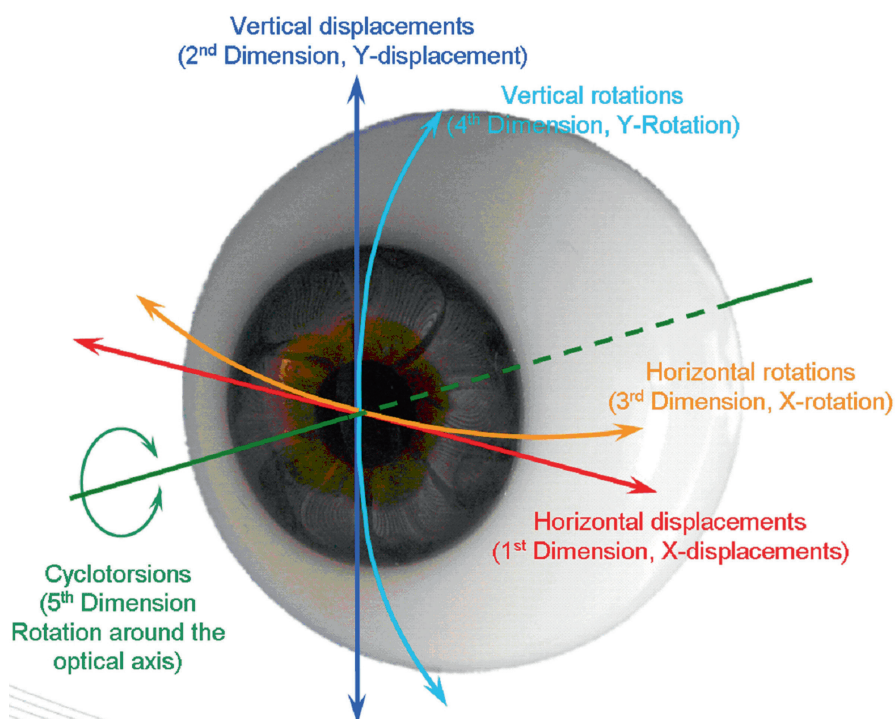 Vertical displacements
(2nd Dimension, Y-displacement)
Vertical rotations
(4th Dimension, Y-Rotation)
Horizontal rotations
(3rd Dimension, X-rotation)
Horizontal displacements
(1st Dimension, X-displacements)
Cyclotorsions
(5th Dimension
Rotation around the
optical axis)